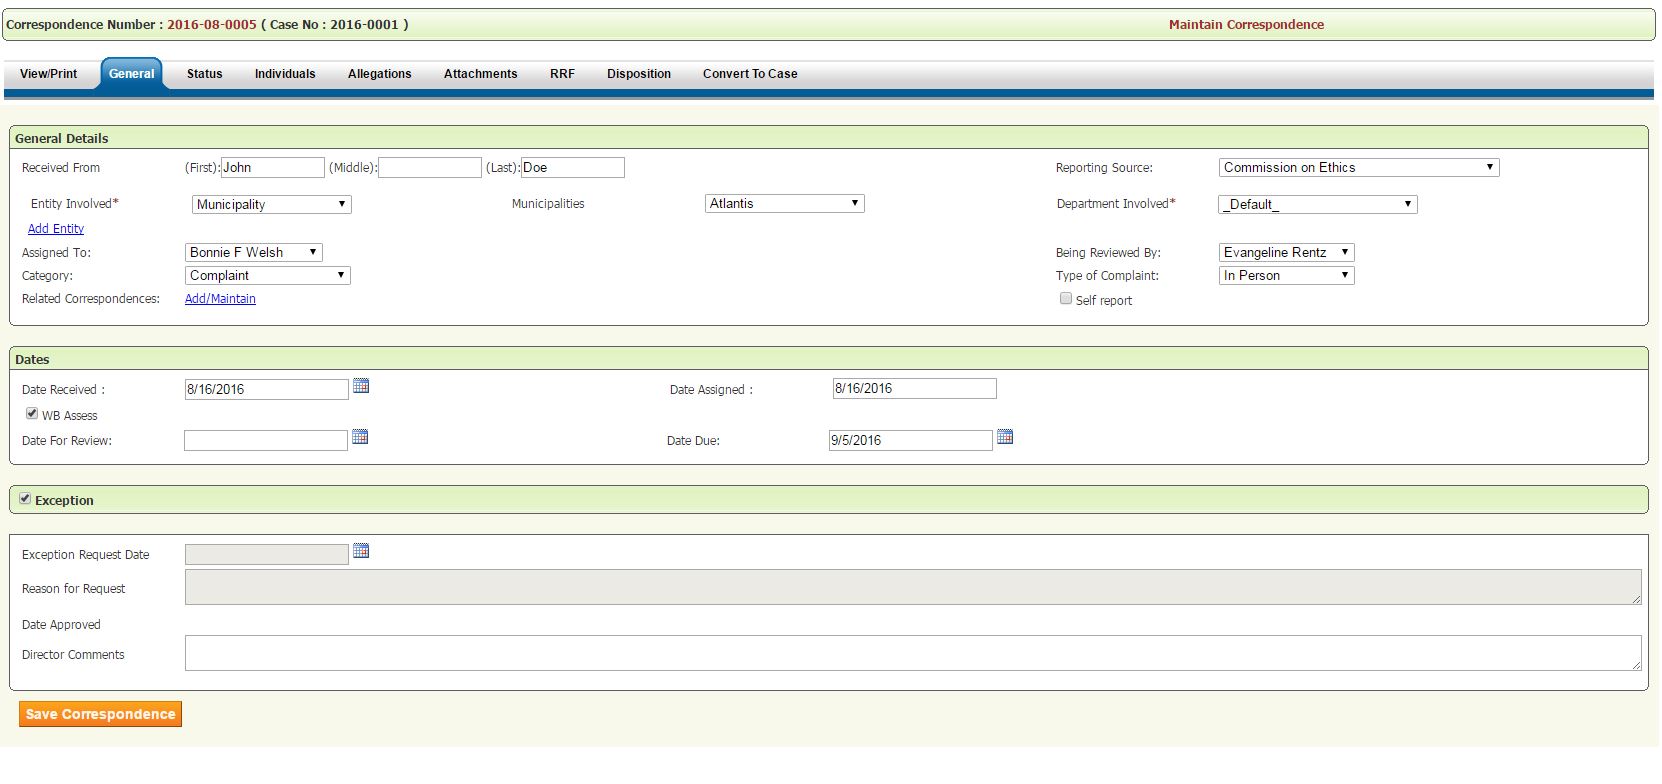 Correspondence Number : 2016-08-0005 ( Case No : 2016-0001 ) Maintain Correspondence
View/Print General Status Individuals Allegations Attachments RRF Disposition Convert To Case
General Details
Received From (First): John (Middle): (Last): Doe Reporting Source: Commission on Ethics
Entity Involved* Municipality Municipalities Atlantis Department Involved* _Default_
Add Entity
Assigned To: Bonnie F Welsh Being Reviewed By: Evangeline Rentz
Category: Complaint Type of Complaint: In Person
Related Correspondences: Add/Maintain Self report
Dates
Date Received : 8/16/2016 Date Assigned : 8/16/2016
WB Assess
Date For Review: Date Due: 9/5/2016
Exception
Exception Request Date
Reason for Request
Date Approved
Director Comments
Save Correspondence